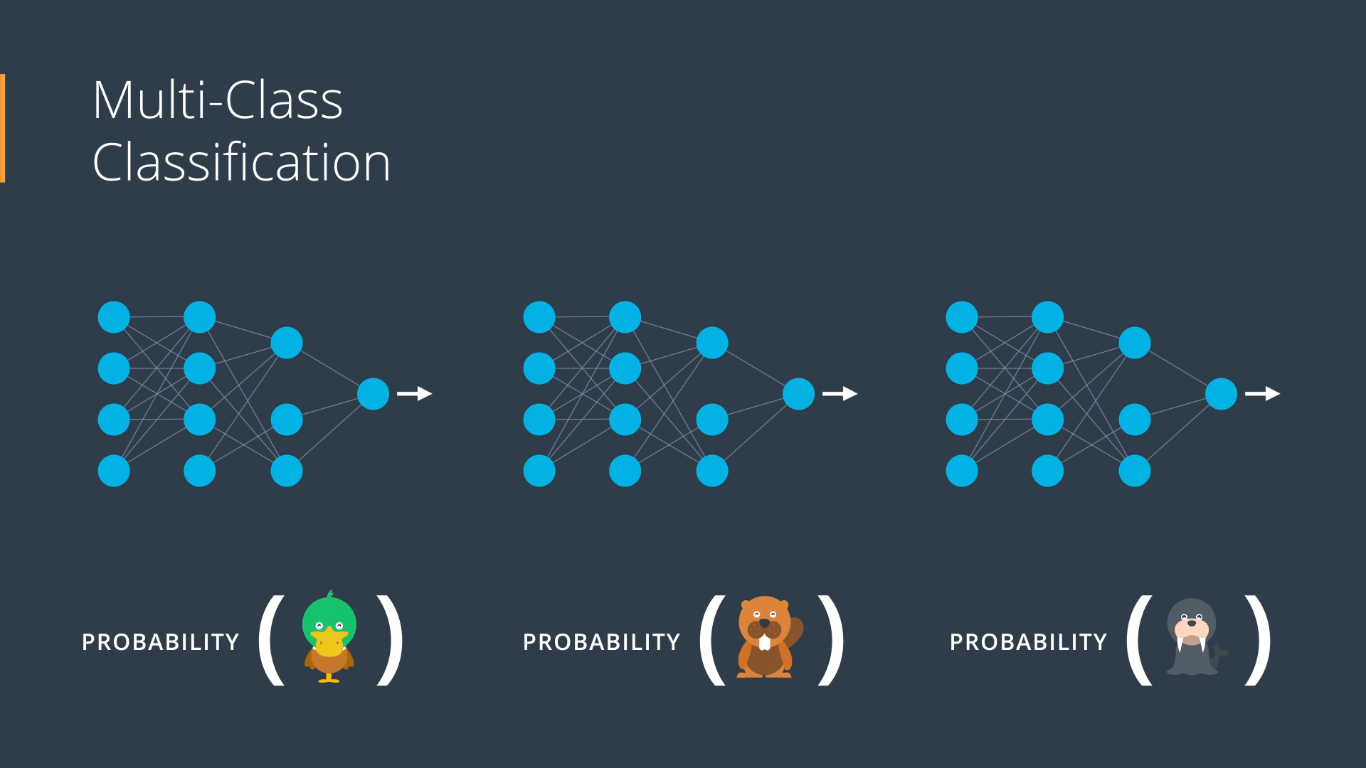 Multi-Class
Classification
PROBABILITY ( ) PROBABILITY ( ) PROBABILITY ( )